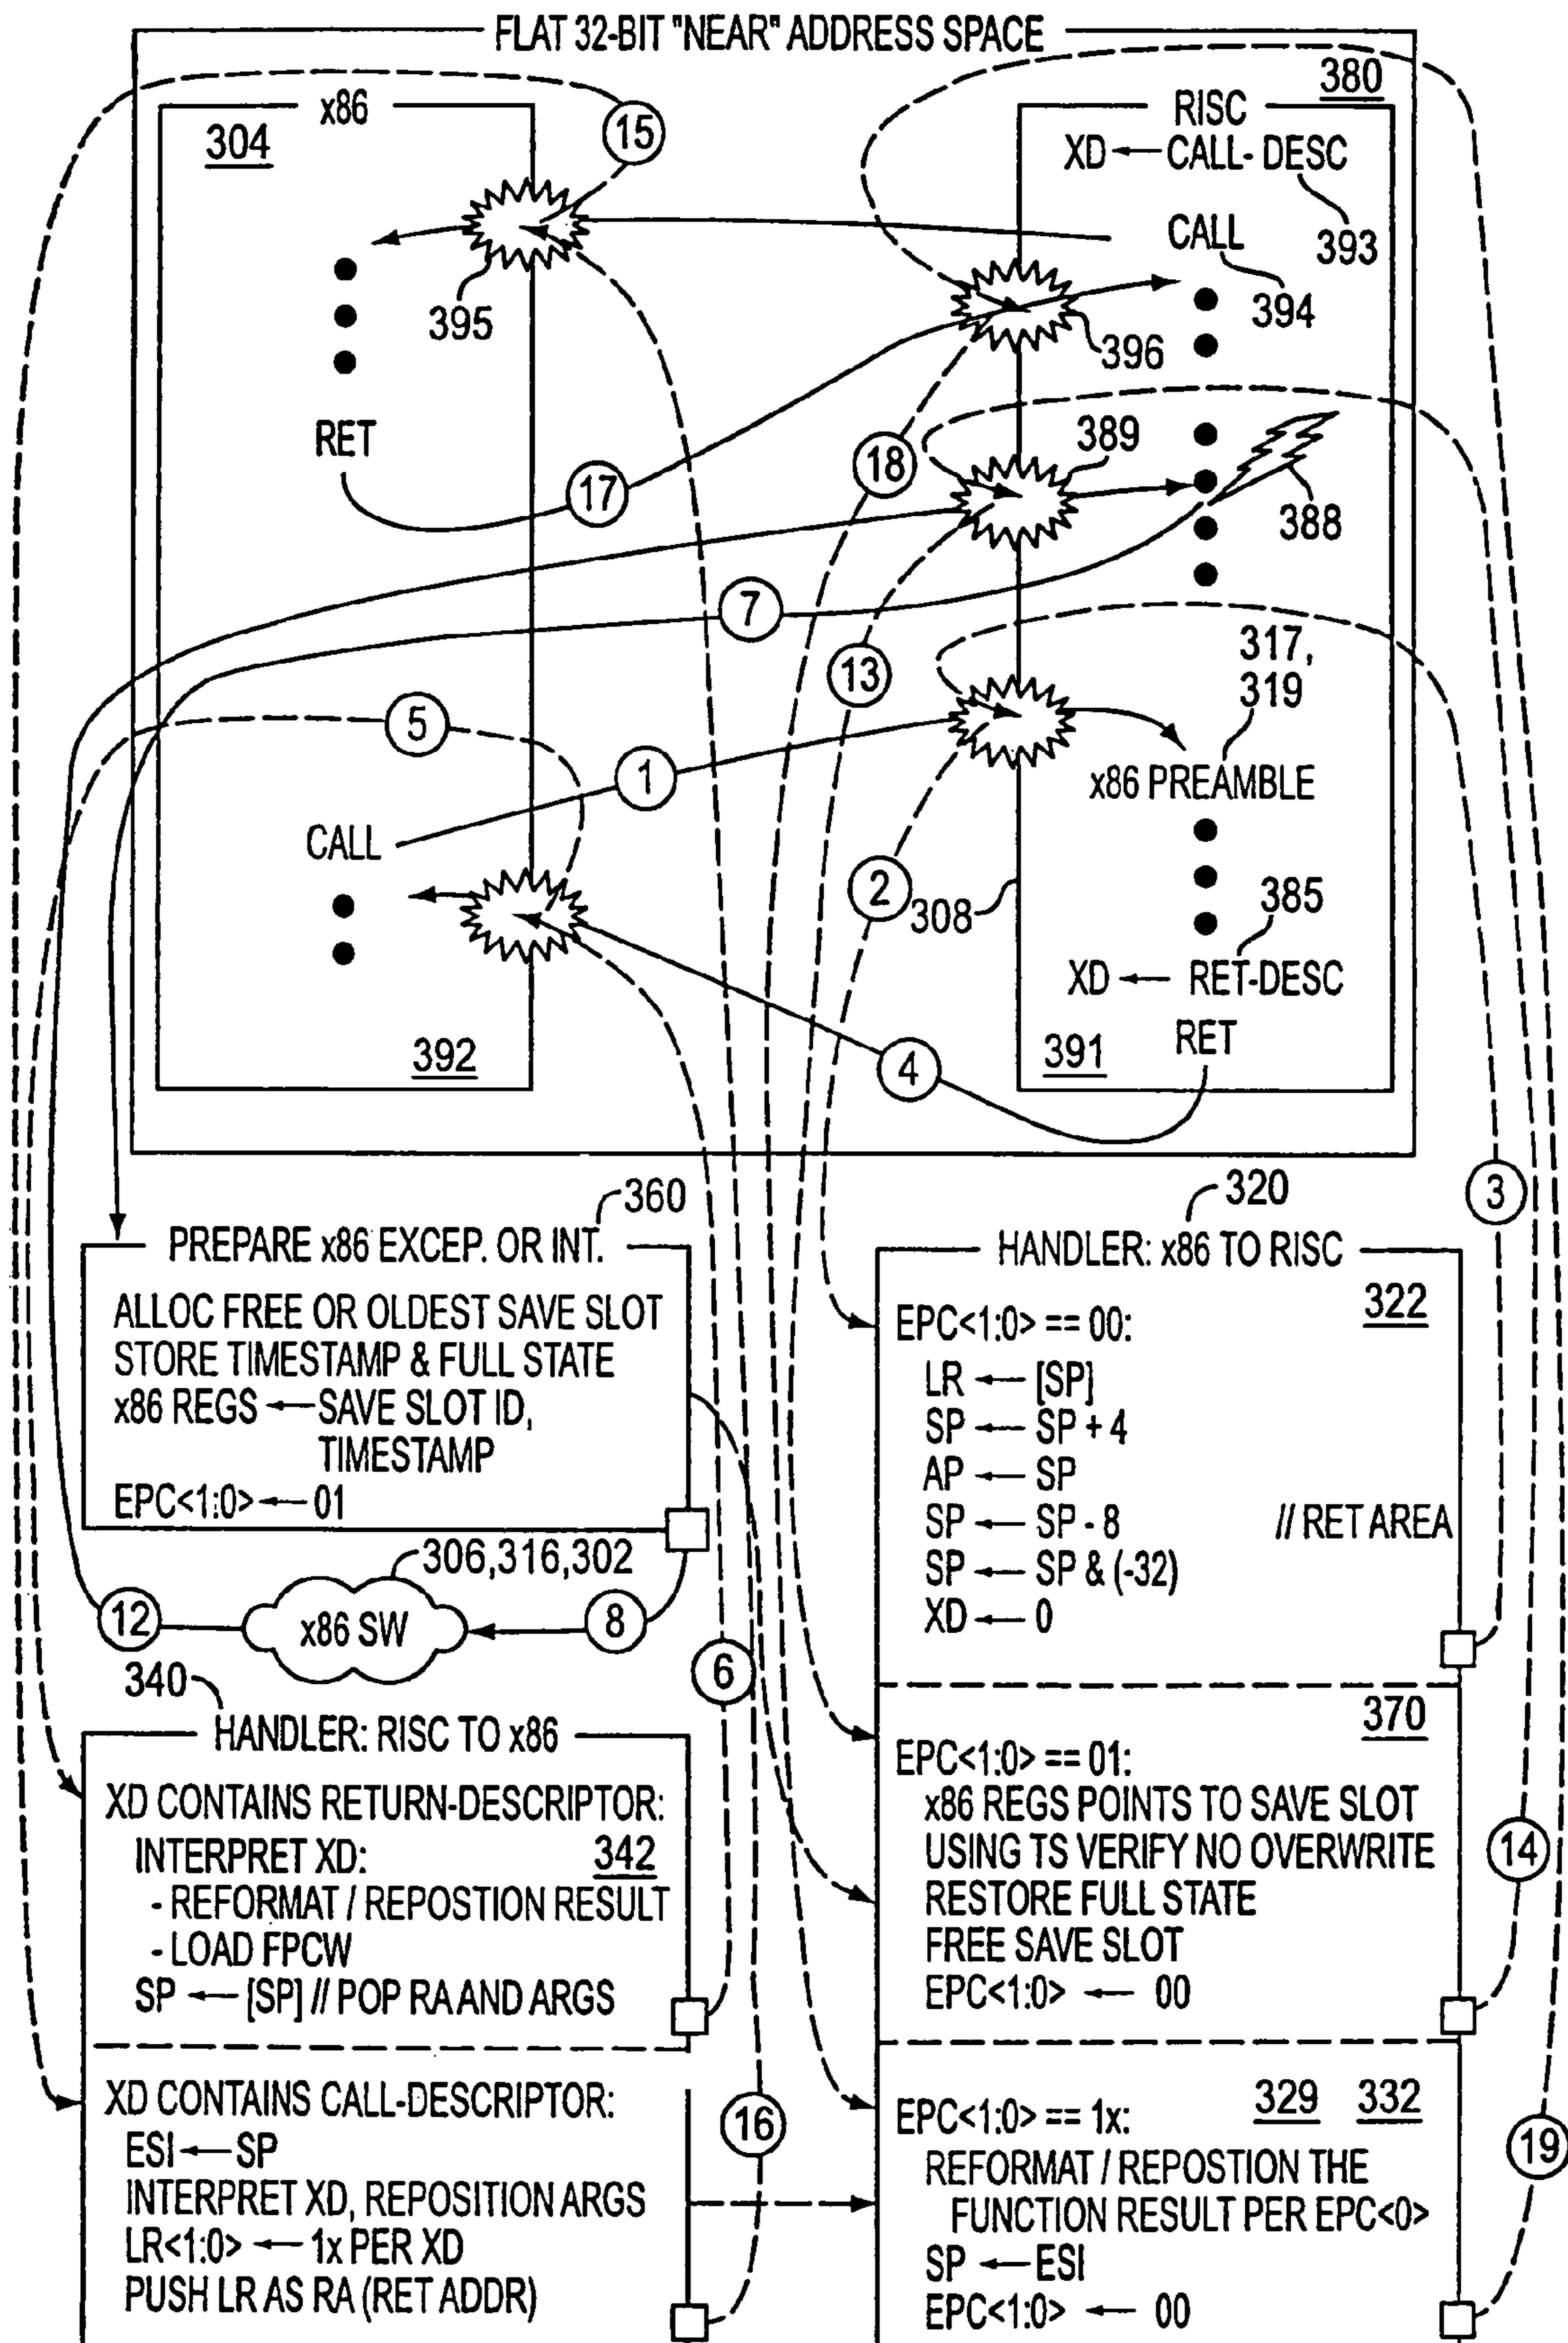 FLAT 32-BIT "NEAR" ADDRESS SPACE
380
x86
304
15
RISC
XD ← CALL- DESC
393
CALL
394
395
396
RET
17
18
389
388
7
13
317,
319
5
1
x86 PREAMBLE
CALL
2
308
385
XD ← RET-DESC
RET
392
4
391
360
PREPARE x86 EXCEP. OR INT.
ALLOC FREE OR OLDEST SAVE SLOT
STORE TIMESTAMP & FULL STATE
x86 REGS ← SAVE SLOT ID,
TIMESTAMP
EPC<1:0> ← 01
306,316,302
12
x86 SW
8
6
340
HANDLER: RISC TO x86
XD CONTAINS RETURN-DESCRIPTOR:
INTERPRET XD:
342
- REFORMAT / REPOSTION RESULT
- LOAD FPCW
SP ← [SP] // POP RA AND ARGS
XD CONTAINS CALL-DESCRIPTOR:
ESI ← SP
INTERPRET XD, REPOSITION ARGS
LR<1:0> ← 1x PER XD
PUSH LR AS RA (RET ADDR)
16
320
3
HANDLER: x86 TO RISC
322
EPC<1:0> == 00:
LR ← [SP]
SP ← SP + 4
AP ← SP
SP ← SP - 8 // RET AREA
SP ← SP & (-32)
XD ← 0
370
EPC<1:0> == 01:
x86 REGS POINTS TO SAVE SLOT
USING TS VERIFY NO OVERWRITE
RESTORE FULL STATE
FREE SAVE SLOT
EPC<1:0> ← 00
14
EPC<1:0> == 1x:
329 332
REFORMAT / REPOSTION THE
FUNCTION RESULT PER EPC<0>
SP ← ESI
EPC<1:0> ← 00
19